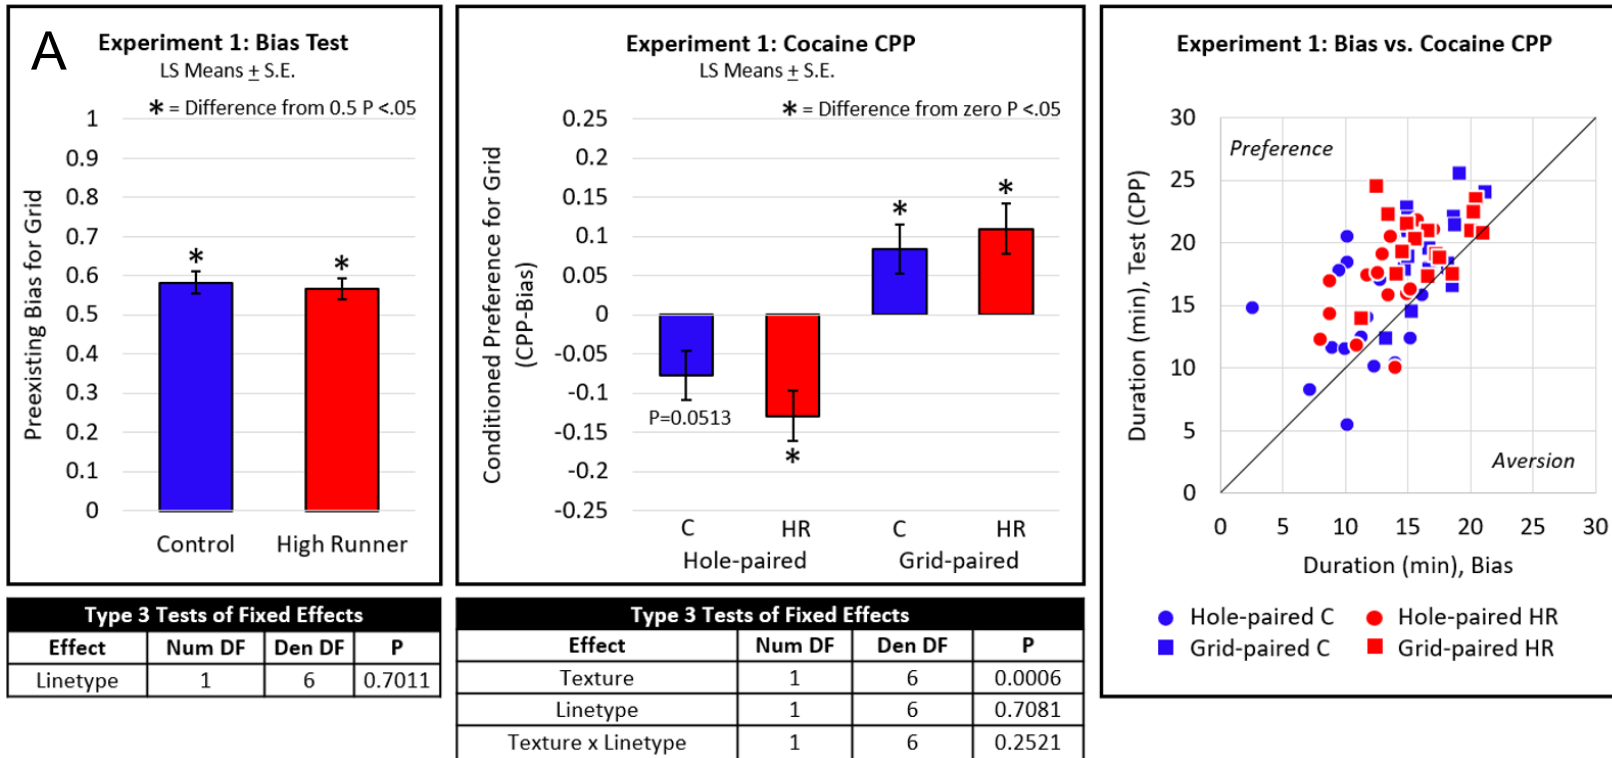 A
Experiment 1: Bias Test
LS Means ± S.E.
* = Difference from 0.5 P <.05
Preexisting Bias for Grid
1
0.9
0.8
0.7
0.6
0.5
0.4
0.3
0.2
0.1
0
*
*
Control High Runner
Type 3 Tests of Fixed Effects
Effect Num DF Den DF P
Linetype 1 6 0.7011
Experiment 1: Cocaine CPP
LS Means ± S.E.
* = Difference from zero P <.05
Conditioned Preference for Grid
(CPP-Bias)
0.25
0.2
0.15
0.1
0.05
0
-0.05
-0.1
-0.15
-0.2
-0.25
*
*
P=0.0513
*
C HR C HR
Hole-paired Grid-paired
Type 3 Tests of Fixed Effects
Effect Num DF Den DF P
Texture 1 6 0.0006
Linetype 1 6 0.7081
Texture x Linetype 1 6 0.2521
Experiment 1: Bias vs. Cocaine CPP
Duration (min), Test (CPP)
30
25
20
15
10
5
0
Preference
Aversion
0 5 10 15 20 25 30
Duration (min), Bias
Hole-paired C Hole-paired HR
Grid-paired C Grid-paired HR